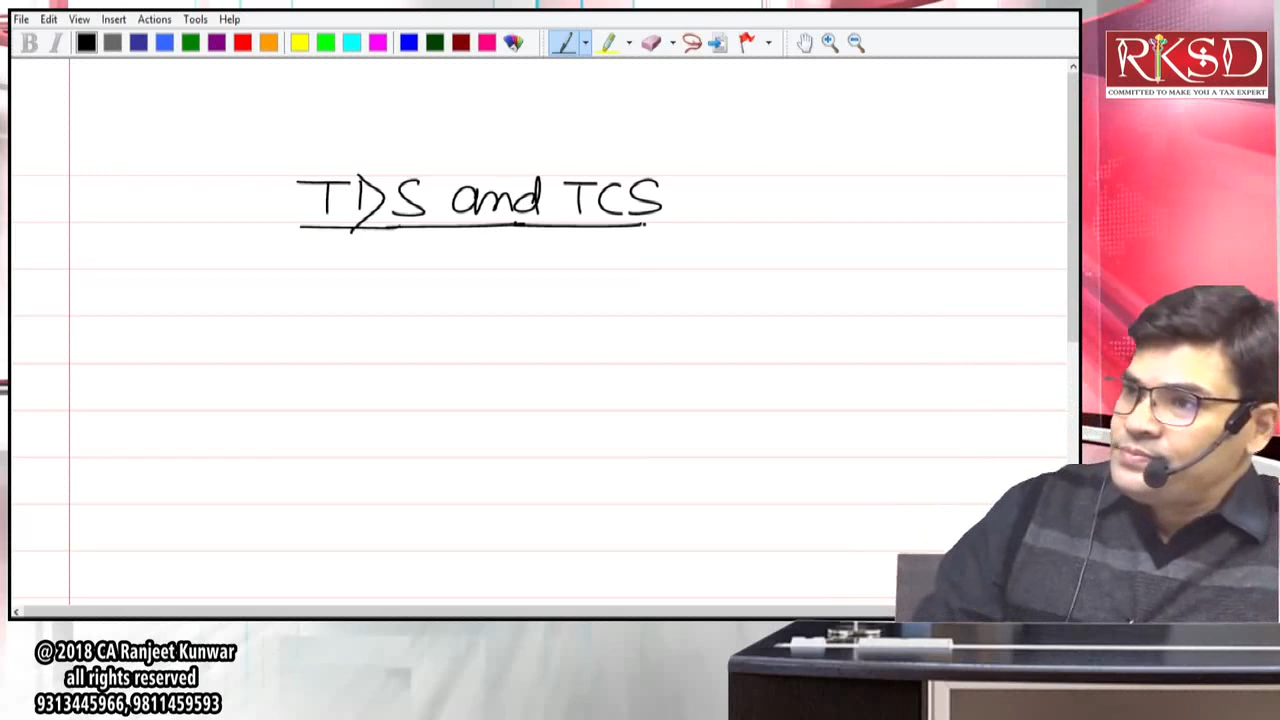 File Edit View Insert Actions Tools Help
B I
RKSD
COMMITTED TO MAKE YOU A TAX EXPERT
TDS and TCS
@ 2018 CA Ranjeet Kunwar
all rights reserved
9313445966, 9811459593